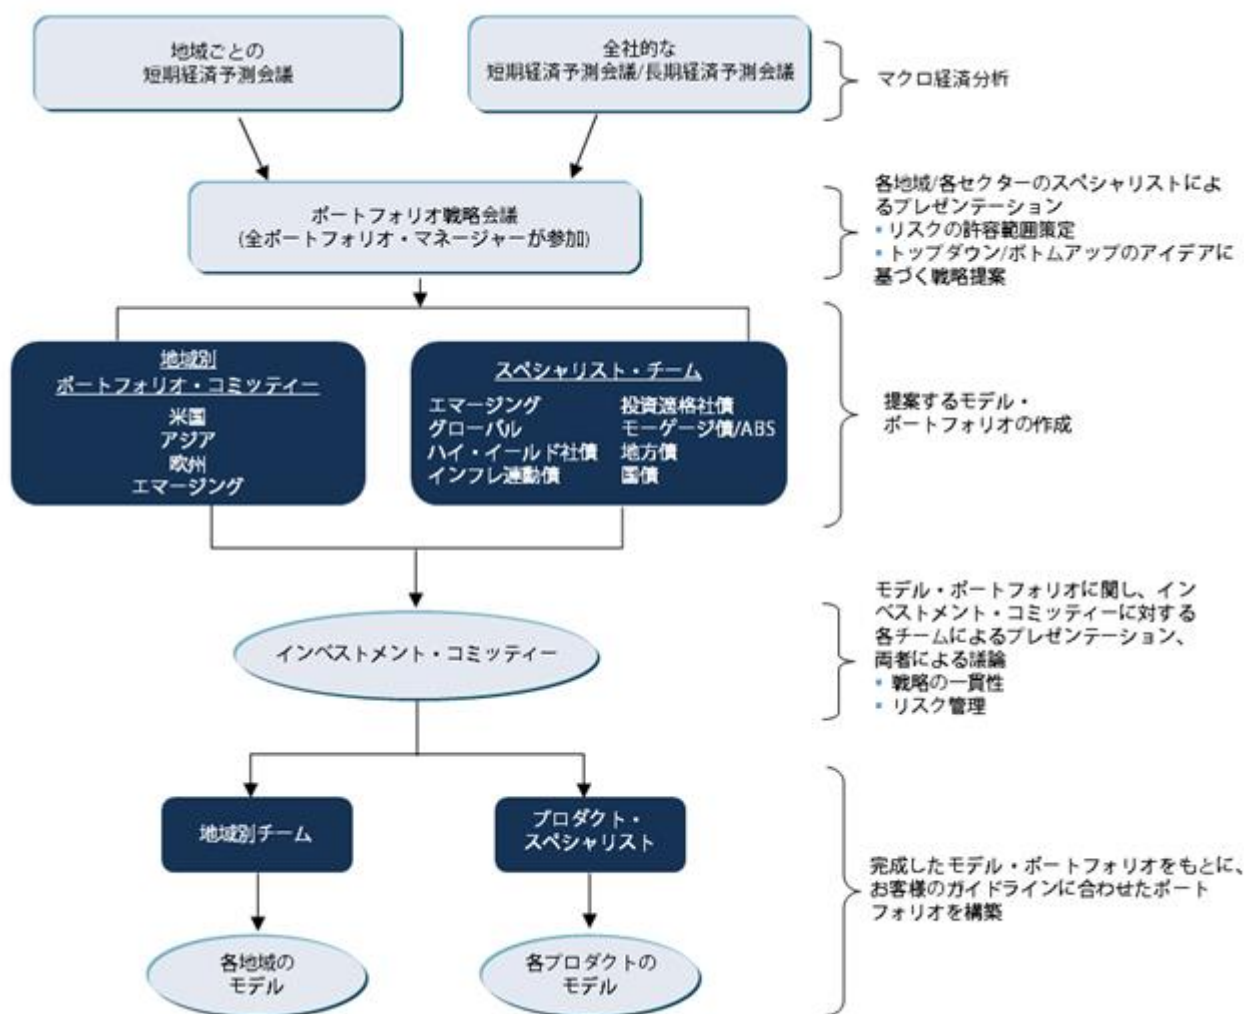 地域ごとの
短期経済予測会議
全社的な
短期経済予測会議/長期経済予測会議
マクロ経済分析
ポートフォリオ戦略会議
(全ポートフォリオ・マネージャーが参加)
各地域/各セクターのスペシャリストによ
るプレゼンテーション
▪ リスクの許容範囲策定
▪ トップダウン/ボトムアップのアイデアに
基づく戦略提案
地域別
ポートフォリオ・コミッティー
米国
アジア
欧州
エマージング
スペシャリスト・チーム
エマージング 投資適格社債
グローバル モーゲージ債/ABS
ハイ・イールド社債 地方債
インフレ連動債 国債
提案するモデル・
ポートフォリオの作成
インベストメント・コミッティー
モデル・ポートフォリオに関し、イン
ベストメント・コミッティーに対する
各チームによるプレゼンテーション、
両者による議論
▪ 戦略の一貫性
▪ リスク管理
地域別チーム
プロダクト・
スペシャリスト
完成したモデル・ポートフォリオをもとに、
お客様のガイドラインに合わせたポート
フォリオを構築
各地域の
モデル
各プロダクトの
モデル